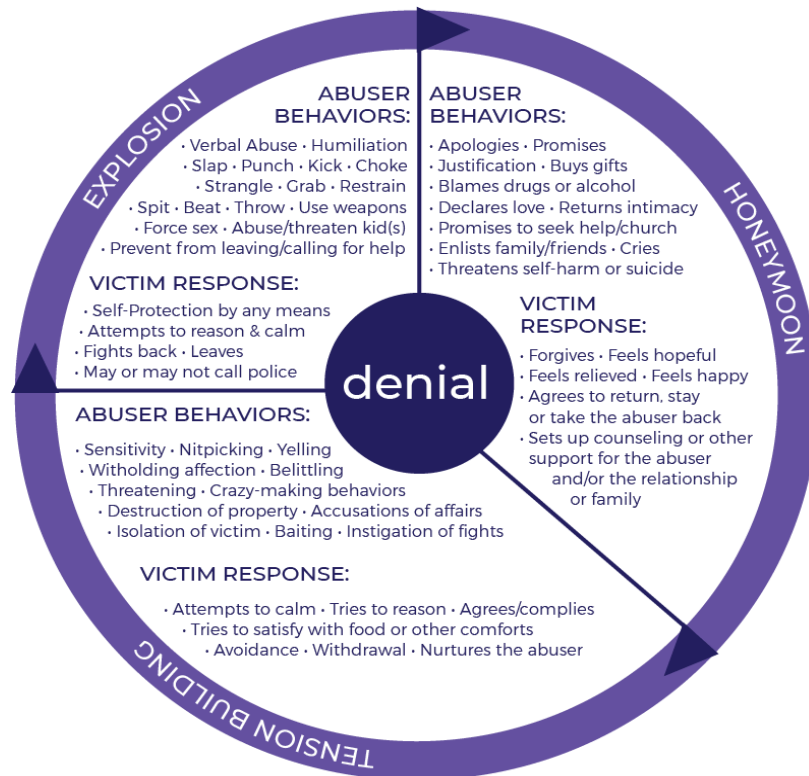 EXPLOSION
ABUSER
BEHAVIORS:
• Verbal Abuse • Humiliation
• Slap • Punch • Kick • Choke
• Strangle • Grab • Restrain
• Spit • Beat • Throw • Use weapons
• Force sex • Abuse/threaten kid(s)
• Prevent from leaving/calling for help
VICTIM RESPONSE:
• Self-Protection by any means
• Attempts to reason & calm
• Fights back • Leaves
• May or may not call police
HONEYMOON
ABUSER
BEHAVIORS:
• Apologies • Promises
• Justification • Buys gifts
• Blames drugs or alcohol
• Declares love • Returns intimacy
• Promises to seek help/church
• Enlists family/friends • Cries
• Threatens self-harm or suicide
VICTIM
RESPONSE:
• Forgives • Feels hopeful
• Feels relieved • Feels happy
• Agrees to return, stay
or take the abuser back
• Sets up counseling or other
support for the abuser
and/or the relationship
or family
denial
TENSION BUILDING
ABUSER BEHAVIORS:
• Sensitivity • Nitpicking • Yelling
• Witholding affection • Belittling
• Threatening • Crazy-making behaviors
• Destruction of property • Accusations of affairs
• Isolation of victim • Baiting • Instigation of fights
VICTIM RESPONSE:
• Attempts to calm • Tries to reason • Agrees/complies
• Tries to satisfy with food or other comforts
• Avoidance • Withdrawal • Nurtures the abuser